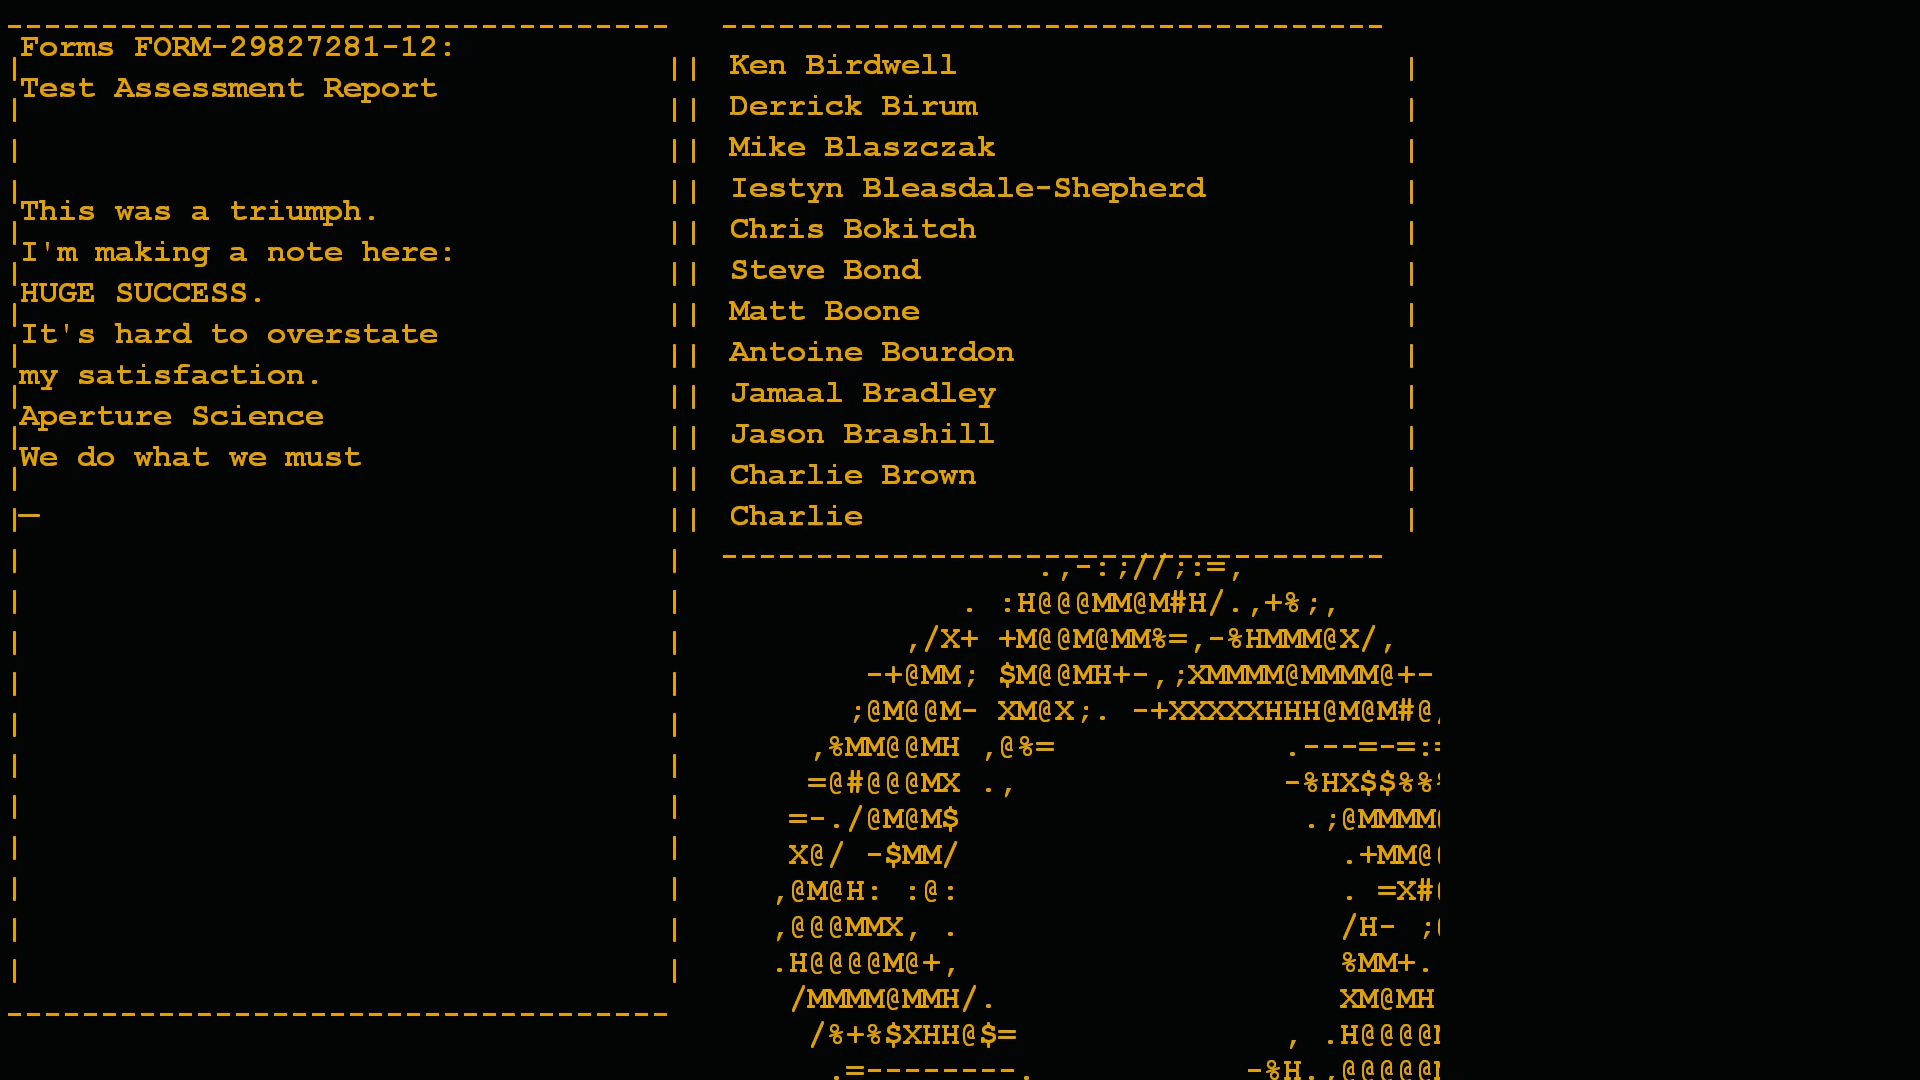 Forms FORM-29827281-12:
Test Assessment Report
This was a triumph.
I'm making a note here:
HUGE SUCCESS.
It's hard to overstate
my satisfaction.
Aperture Science
We do what we must
Ken Birdwell
Derrick Birum
Mike Blaszczak
Iestyn Bleasdale-Shepherd
Chris Bokitch
Steve Bond
Matt Boone
Antoine Bourdon
Jamaal Bradley
Jason Brashill
Charlie Brown
Charlie